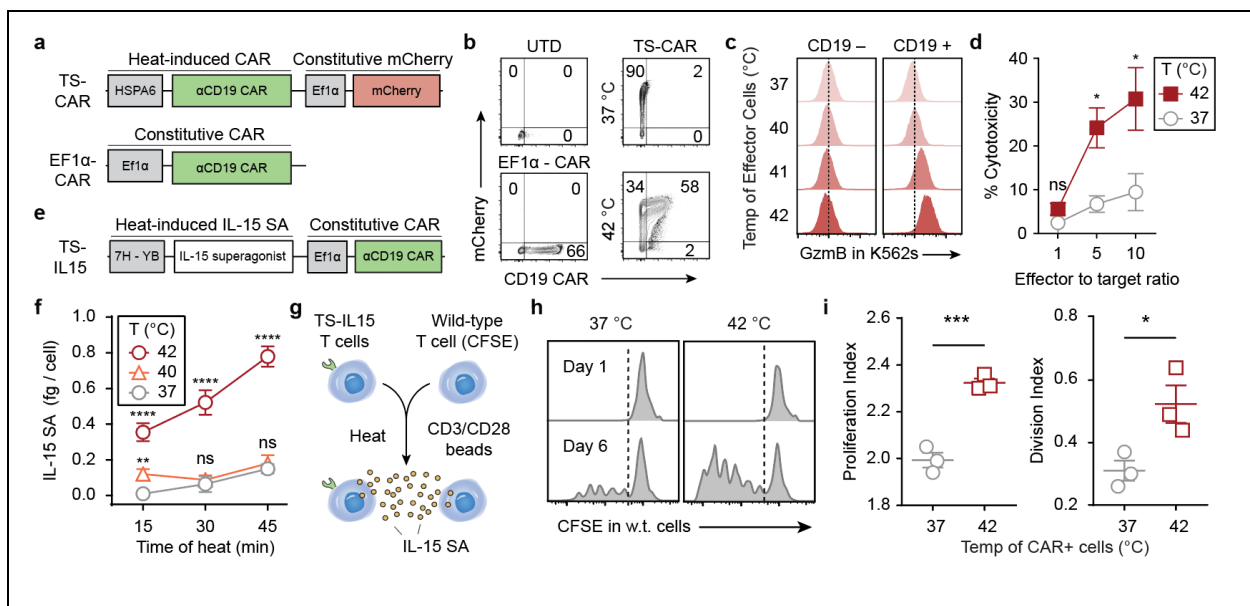 a
Heat-induced CAR Constitutive mCherry
TS-CAR HSPA6 αCD19 CAR Ef1α mCherry
Constitutive CAR
EF1α-CAR Ef1α αCD19 CAR
e
Heat-induced IL-15 SA Constitutive CAR
TS-IL15 7H - YB IL-15 superagonist Ef1α αCD19 CAR
b
UTD TS-CAR
0 0 90 2
37 °C
0 0
EF1α - CAR
0 0 34 58
42 °C
66 2
mCherry
CD19 CAR
c
CD19 – CD19 +
Temp of Effector Cells (°C)
37
40
41
42
GzmB in K562s
d
T (°C)
42
37
% Cytotoxicity
40
30
20
10
0
ns * *
1 5 10
Effector to target ratio
f
T (°C)
42
40
37
IL-15 SA (fg / cell)
1.0
0.8
0.6
0.4
0.2
0.0
**** **** ****
** ns ns
15 30 45
Time of heat (min)
g
TS-IL15 T cells
Wild-type T cell (CFSE)
Heat
CD3/CD28 beads
IL-15 SA
h
37 °C 42 °C
Day 1
Day 6
CFSE in w.t. cells
i
Proliferation Index
2.6
2.4
2.2
2.0
1.8
***
37 42
Division Index
0.8
0.6
0.4
0.2
*
37 42
Temp of CAR+ cells (°C)